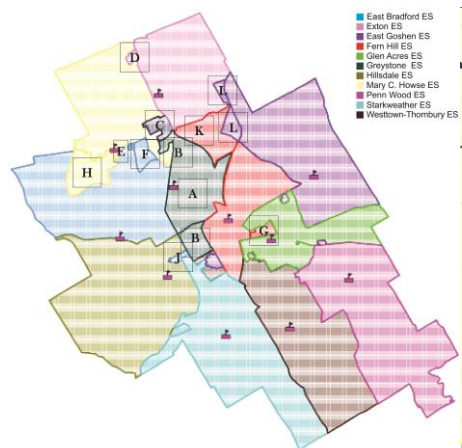 East Bradford ES
Exton ES
East Goshen ES
Fern Hill ES
Glen Acres ES
Greystone ES
Hillsdale ES
Mary C. Howse ES
Penn Wood ES
Starkweather ES
Westtown-Thornbury ES
D
L
C
K
L
E
F
B
H
A
B
G
J